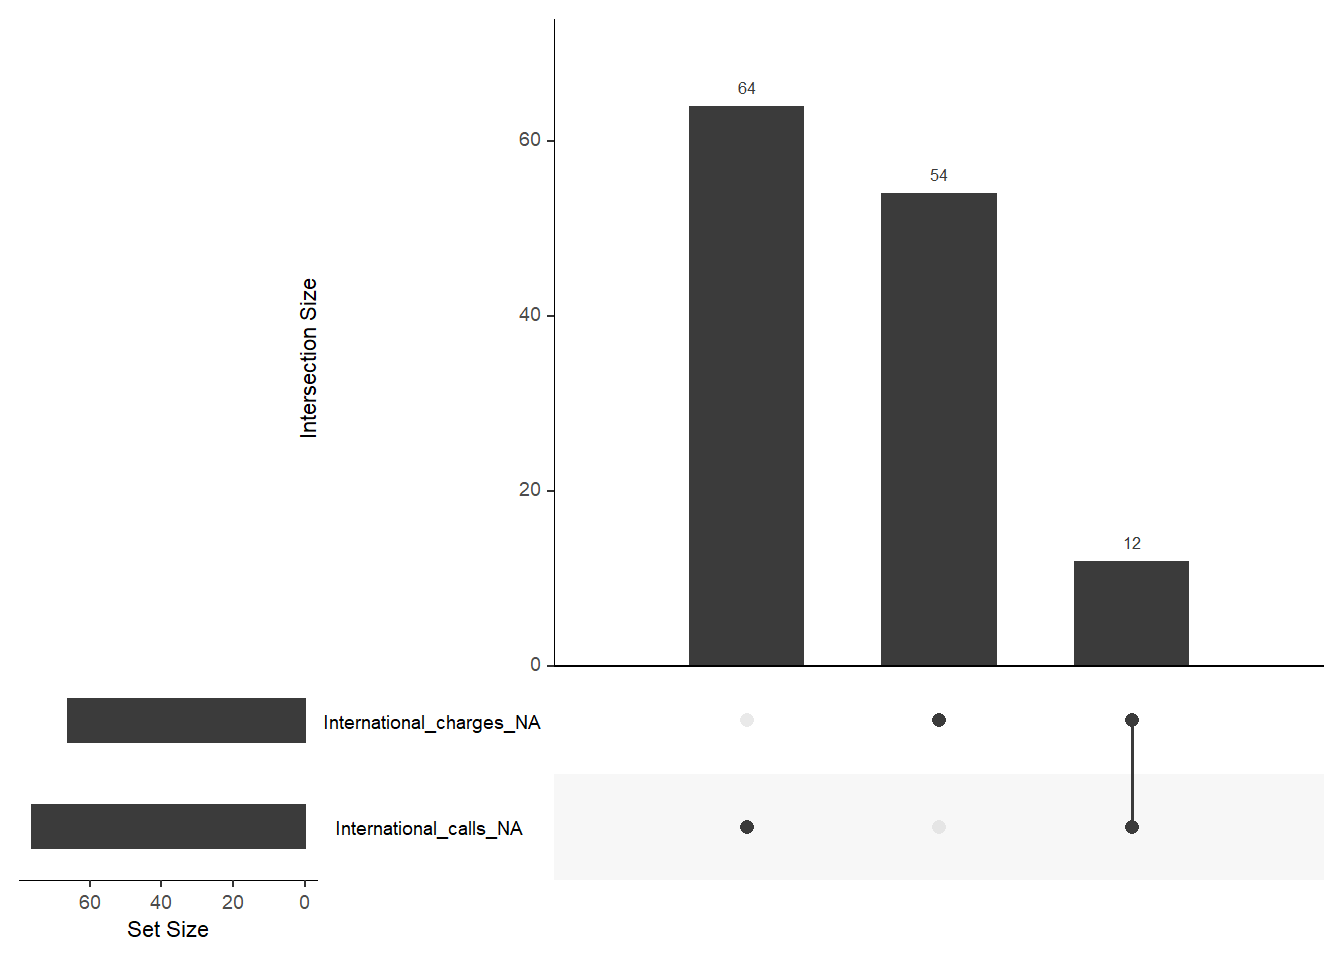 64
60
54
40
Intersection Size
20
12
0
International_charges_NA
International_calls_NA
60 40 20 0
Set Size